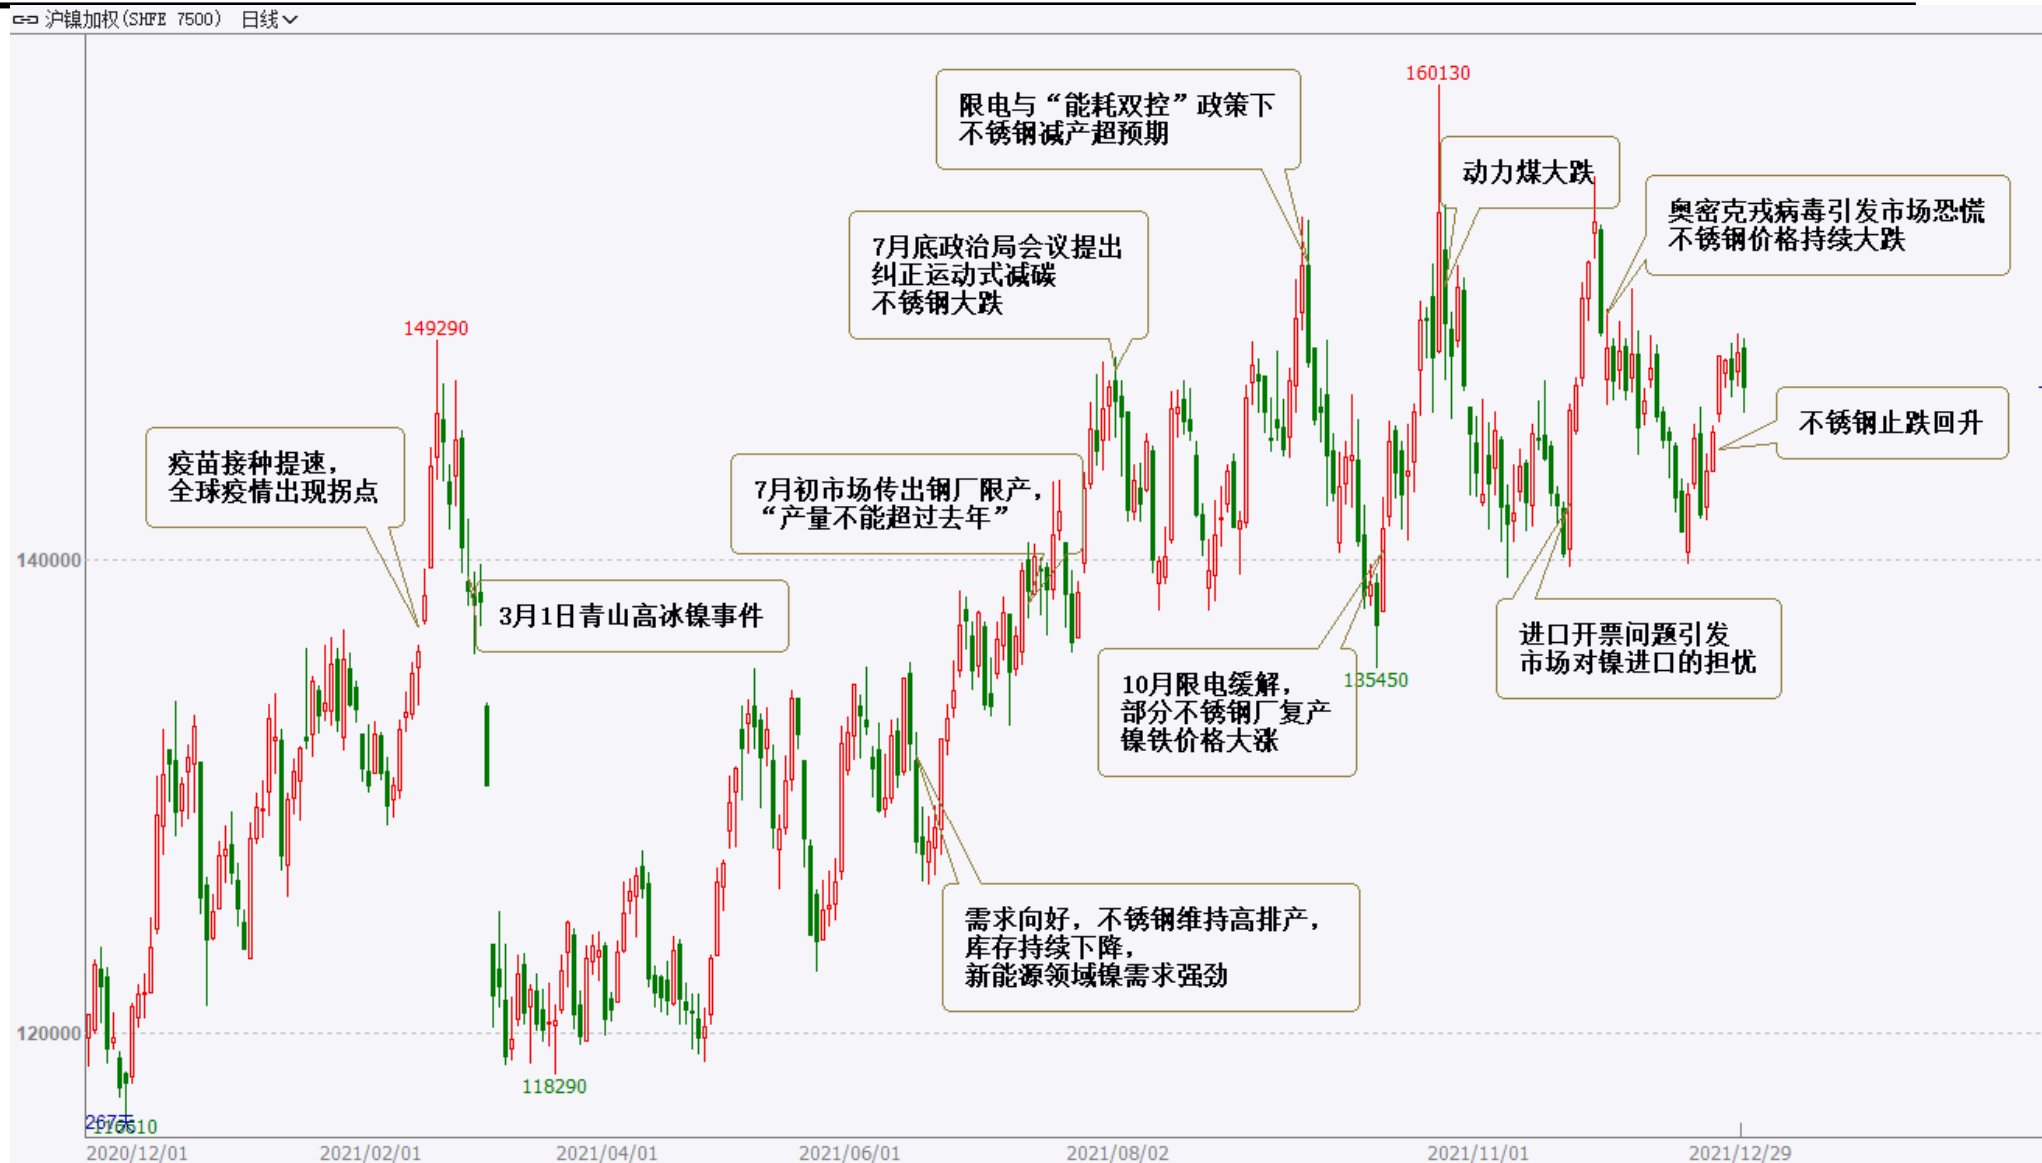 沪镍加权(SHFE 7500) 日线
160130
限电与“能耗双控”政策下
不锈钢减产超预期
动力煤大跌
奥密克戎病毒引发市场恐慌
不锈钢价格持续大跌
7月底政治局会议提出
纠正运动式减碳
不锈钢大跌
149290
不锈钢止跌回升
疫苗接种提速，
全球疫情出现拐点
7月初市场传出钢厂限产，
“产量不能超过去年”
140000
3月1日青山高冰镍事件
进口开票问题引发
市场对镍进口的担忧
135450
10月限电缓解，
部分不锈钢厂复产
镍铁价格大涨
需求向好，不锈钢维持高排产，
库存持续下降，
新能源领域镍需求强劲
120000
118290
267天
116610
2020/12/01
2021/02/01
2021/04/01
2021/06/01
2021/08/02
2021/11/01
2021/12/29